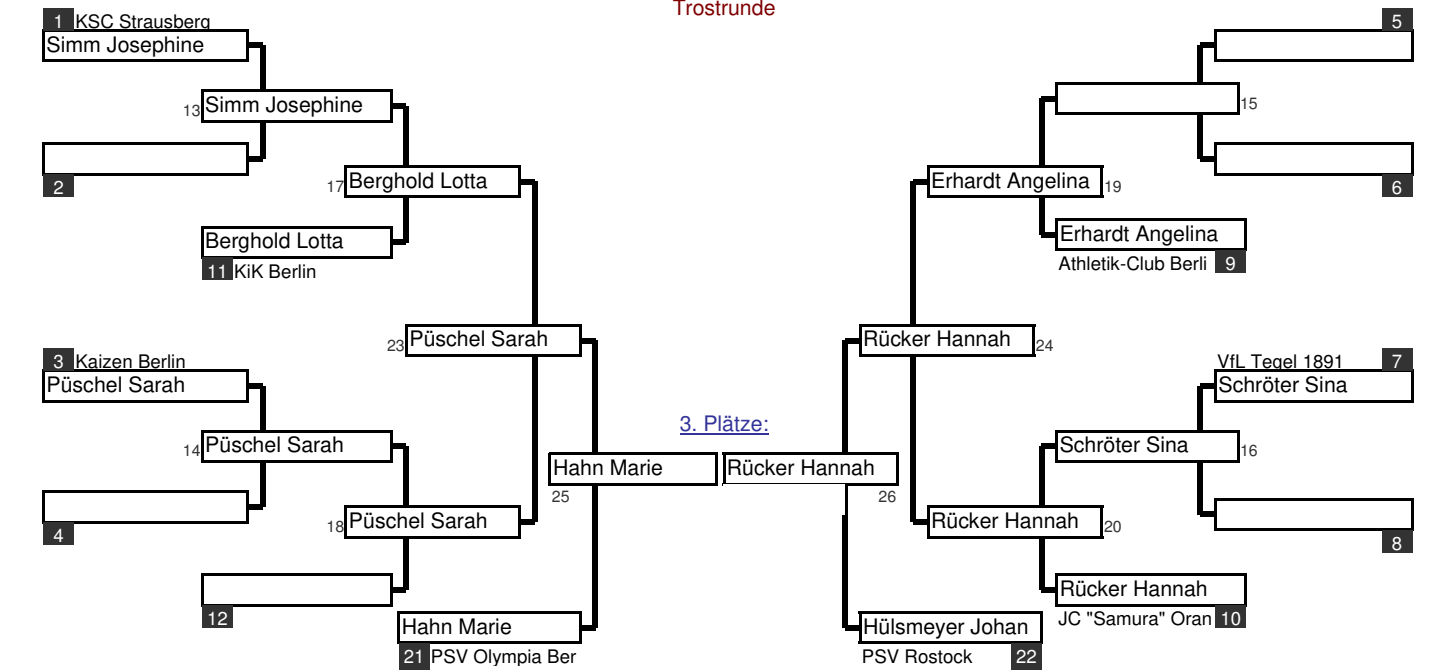 Trostrunde
1 KSC Strausberg
Simm Josephine
13 Simm Josephine
2
17 Berghold Lotta
Berghold Lotta
11 KiK Berlin
23 Püschel Sarah
3 Kaizen Berlin
Püschel Sarah
14 Püschel Sarah
4
18 Püschel Sarah
12
Hahn Marie
21 PSV Olympia Ber
3. Plätze:
Hahn Marie
25
Rücker Hannah
26
5
15
6
Erhardt Angelina 19
Erhardt Angelina
Athletik-Club Berli 9
Rücker Hannah 24
VfL Tegel 1891 7
Schröter Sina
Schröter Sina 16
8
Rücker Hannah 20
Rücker Hannah
JC "Samura" Oran 10
Hülsmeyer Johan
PSV Rostock 22